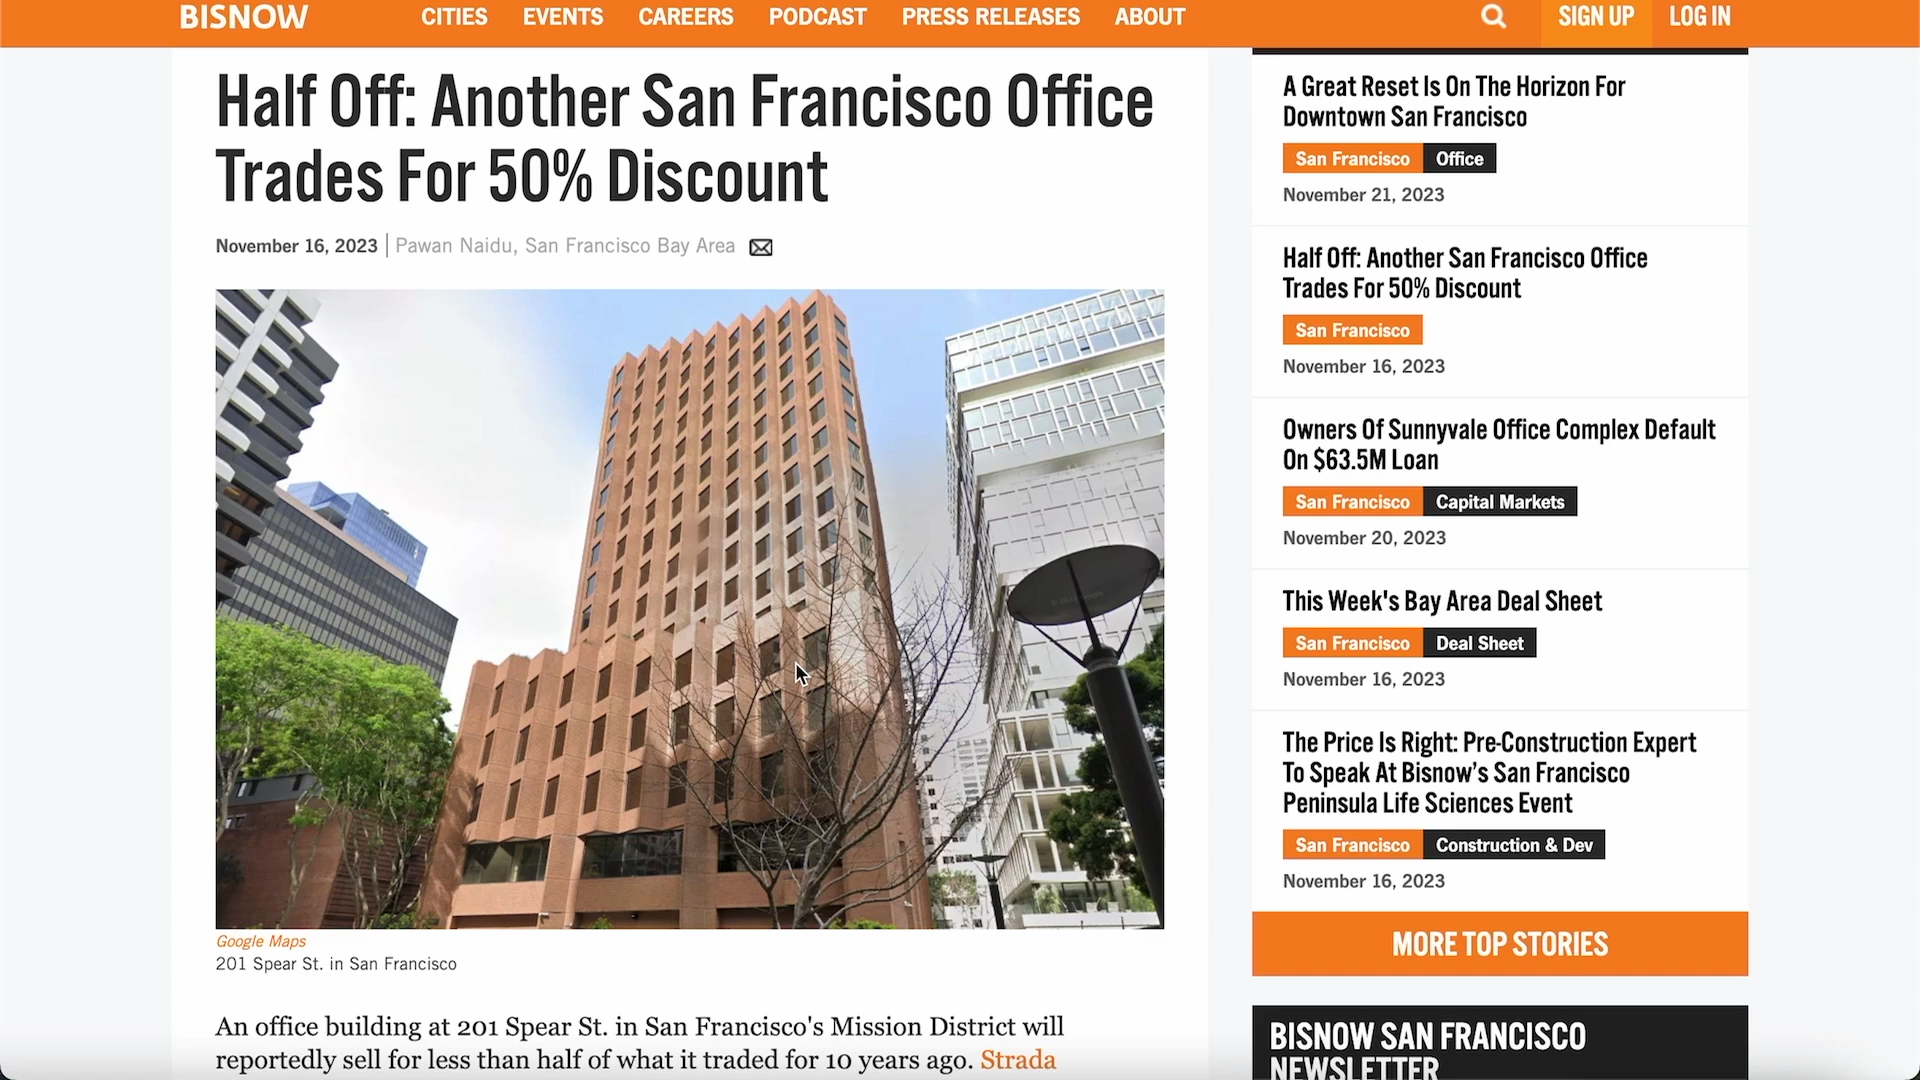 BISNOW
CITIES
EVENTS
CAREERS
PODCAST
PRESS RELEASES
ABOUT
SIGN UP
LOG IN
Half Off: Another San Francisco Office
Trades For 50% Discount
November 16, 2023 | Pawan Naidu, San Francisco Bay Area
Google Maps
201 Spear St. in San Francisco
An office building at 201 Spear St. in San Francisco's Mission District will
reportedly sell for less than half of what it traded for 10 years ago. Strada
A Great Reset Is On The Horizon For
Downtown San Francisco
San Francisco Office
November 21, 2023
Half Off: Another San Francisco Office
Trades For 50% Discount
San Francisco
November 16, 2023
Owners Of Sunnyvale Office Complex Default
On $63.5M Loan
San Francisco Capital Markets
November 20, 2023
This Week's Bay Area Deal Sheet
San Francisco Deal Sheet
November 16, 2023
The Price Is Right: Pre-Construction Expert
To Speak At Bisnow’s San Francisco
Peninsula Life Sciences Event
San Francisco Construction & Dev
November 16, 2023
MORE TOP STORIES
BISNOW SAN FRANCISCO
NEWSLETTER